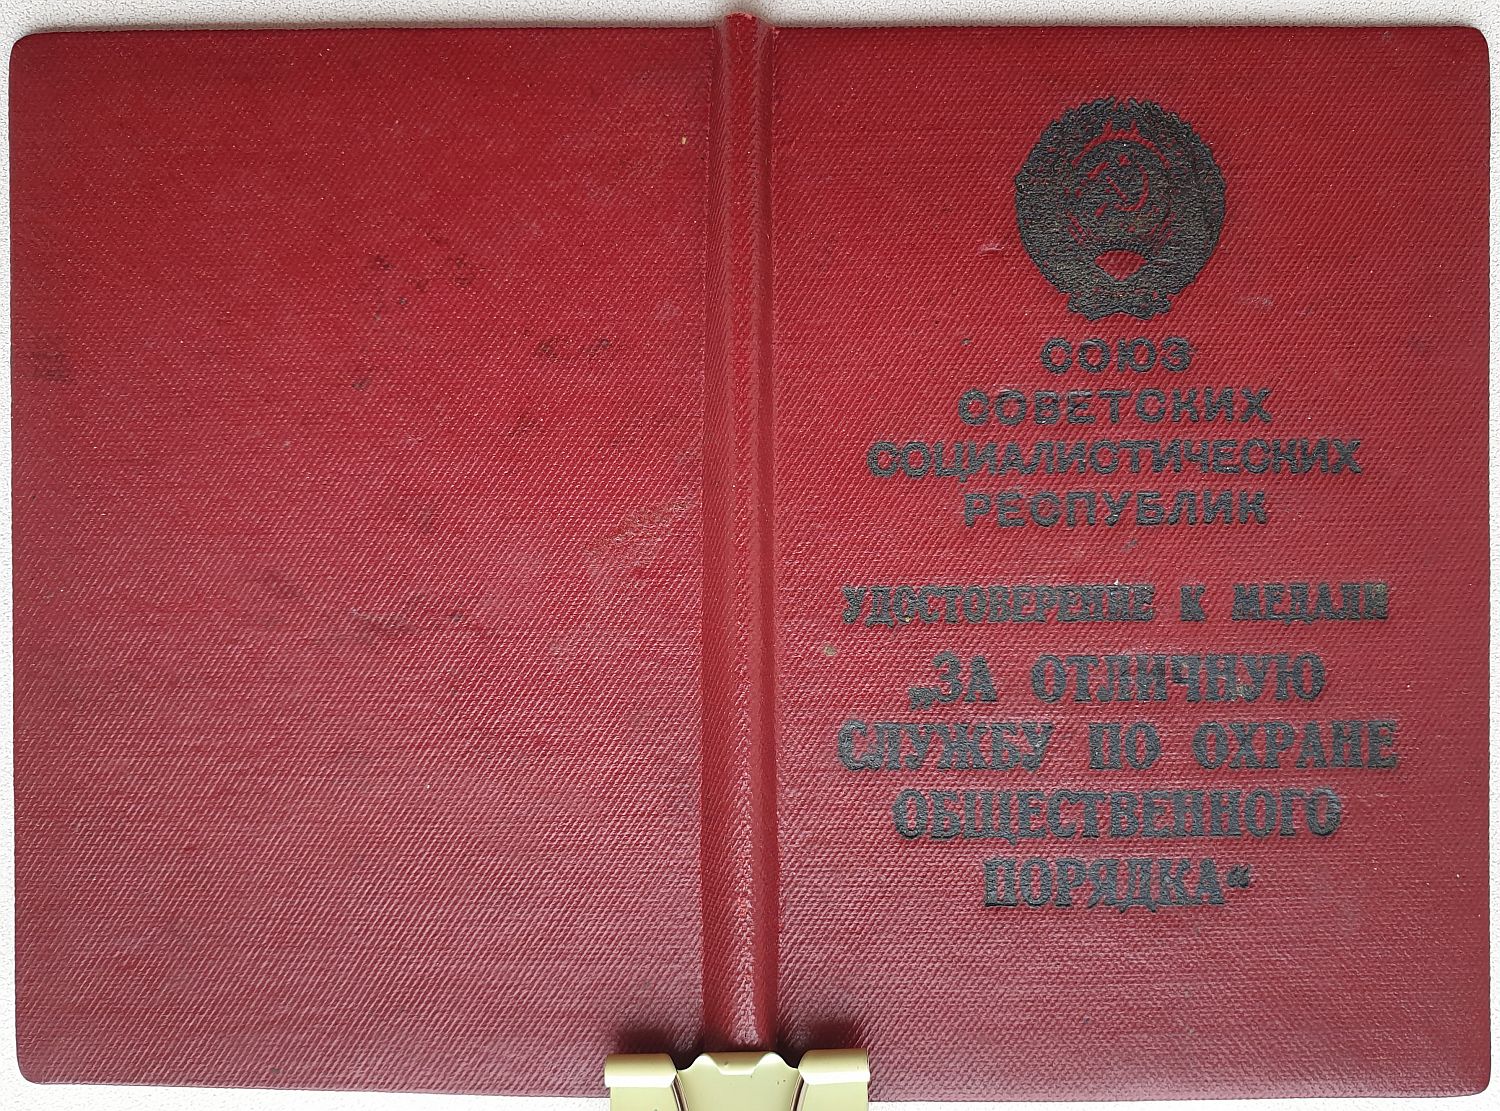 СОЮЗ
СОВЕТСКИХ
СОЦИАЛИСТИЧЕСКИХ
РЕСПУБЛИК
УДОСТОВЕРЕНИЕ К МЕДАЛИ
„ЗА ОТЛИЧНУЮ
СЛУЖБУ ПО ОХРАНЕ
ОБЩЕСТВЕННОГО
ПОРЯДКА“